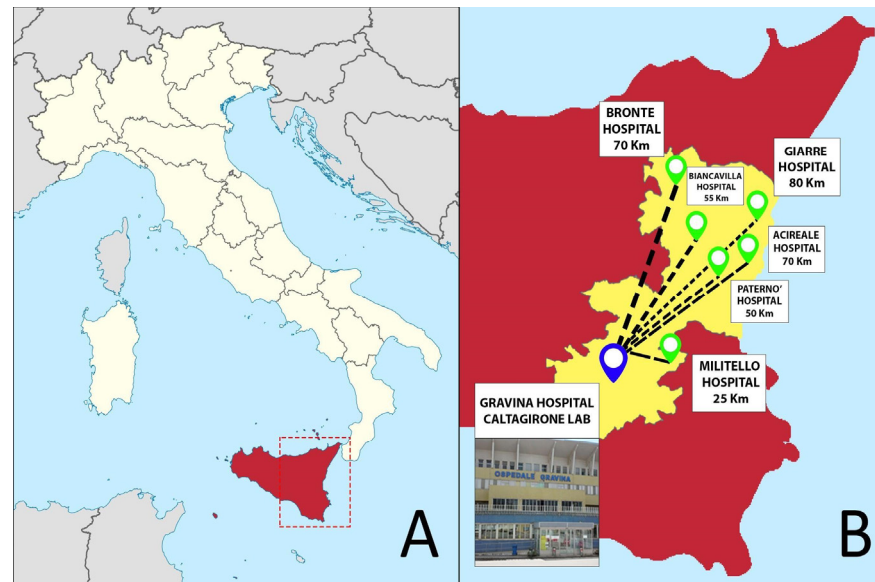 A
BRONTE
HOSPITAL
70 Km
BIANCAVILLA
HOSPITAL
55 Km
GIARRE
HOSPITAL
80 Km
ACIREALE
HOSPITAL
70 Km
PATERNO'
HOSPITAL
50 Km
MILITELLO
HOSPITAL
25 Km
GRAVINA HOSPITAL
CALTAGIRONE LAB
OSPEDALE GRAVINA
B